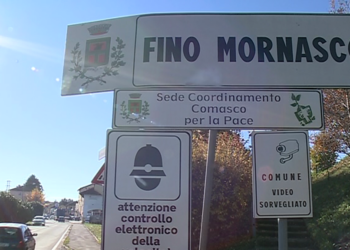 FINO MORNASCO
Sede Coordinamento
Comasco
per la Pace
attenzione
controllo
elettronico
della
COMUNE
VIDEO
SORVEGLIATO